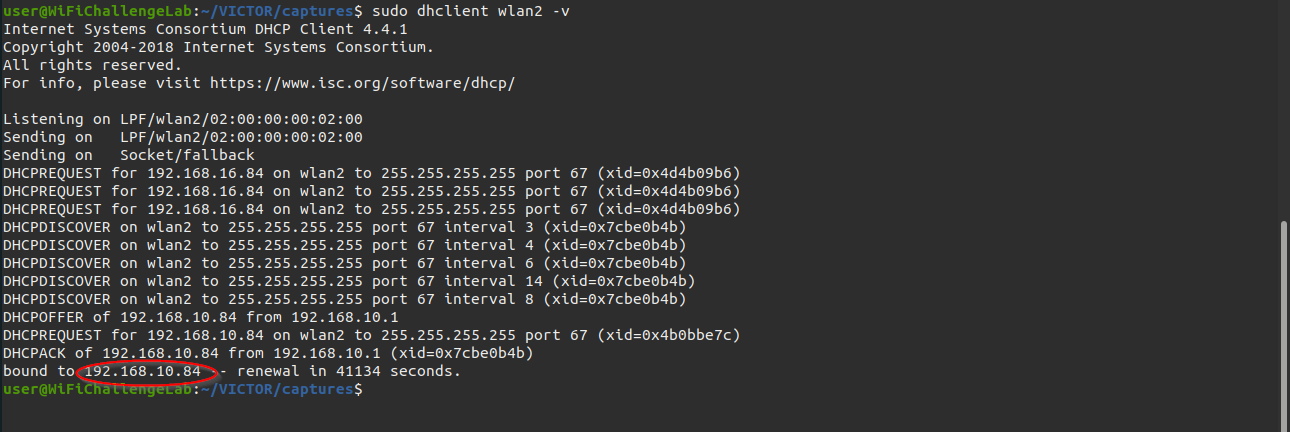 user@WiFiChallengeLab:~/VICTOR/captures$ sudo dhclient wlan2 -v
Internet Systems Consortium DHCP Client 4.4.1
Copyright 2004-2018 Internet Systems Consortium.
All rights reserved.
For info, please visit https://www.isc.org/software/dhcp/

Listening on LPF/wlan2/02:00:00:00:02:00
Sending on   LPF/wlan2/02:00:00:00:02:00
Sending on   Socket/fallback
DHCPREQUEST for 192.168.16.84 on wlan2 to 255.255.255.255 port 67 (xid=0x4d4b09b6)
DHCPREQUEST for 192.168.16.84 on wlan2 to 255.255.255.255 port 67 (xid=0x4d4b09b6)
DHCPREQUEST for 192.168.16.84 on wlan2 to 255.255.255.255 port 67 (xid=0x4d4b09b6)
DHCPDISCOVER on wlan2 to 255.255.255.255 port 67 interval 3 (xid=0x7cbe0b4b)
DHCPDISCOVER on wlan2 to 255.255.255.255 port 67 interval 4 (xid=0x7cbe0b4b)
DHCPDISCOVER on wlan2 to 255.255.255.255 port 67 interval 6 (xid=0x7cbe0b4b)
DHCPDISCOVER on wlan2 to 255.255.255.255 port 67 interval 14 (xid=0x7cbe0b4b)
DHCPDISCOVER on wlan2 to 255.255.255.255 port 67 interval 8 (xid=0x7cbe0b4b)
DHCPOFFER of 192.168.10.84 from 192.168.10.1
DHCPREQUEST for 192.168.10.84 on wlan2 to 255.255.255.255 port 67 (xid=0x4b0bbe7c)
DHCPACK of 192.168.10.84 from 192.168.10.1 (xid=0x7cbe0b4b)
bound to 192.168.10.84 -- renewal in 41134 seconds.
user@WiFiChallengeLab:~/VICTOR/captures$